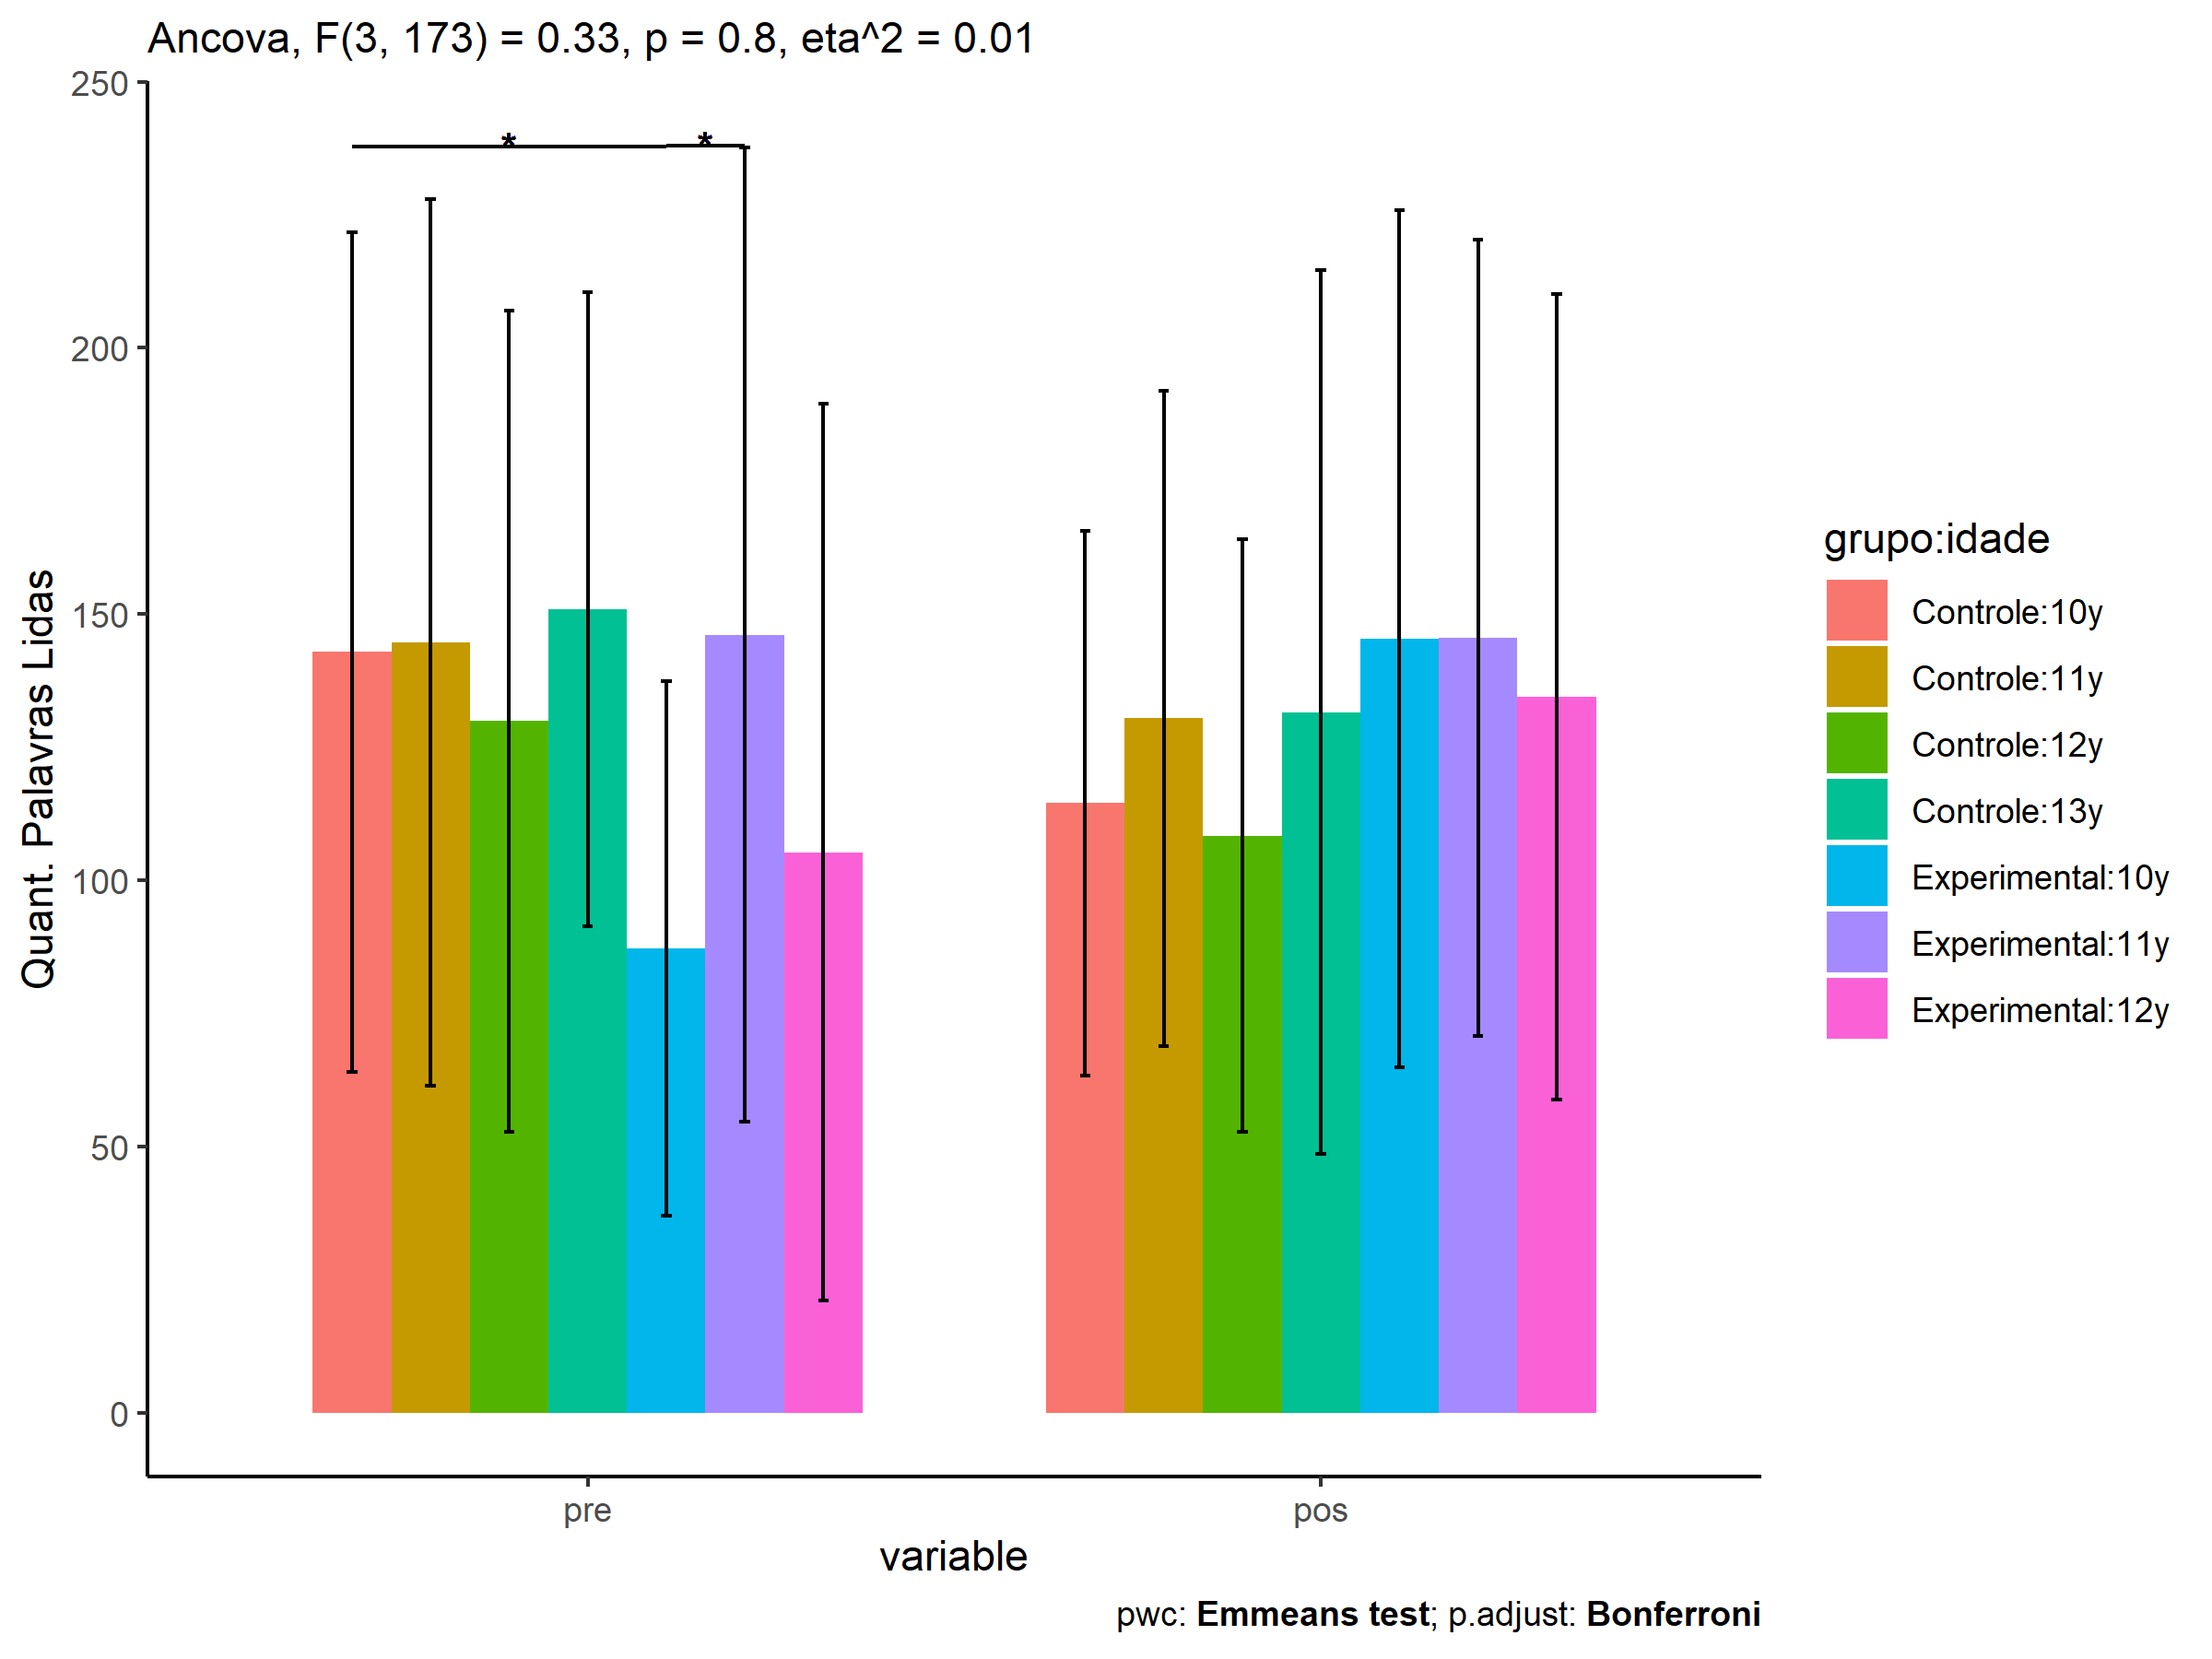 Ancova, F(3, 173) = 0.33, p = 0.8, eta^2 = 0.01
250
200
150
100
50
0
Quant. Palavras Lidas
*
*
pre
pos
variable
grupo:idade
Controle:10y
Controle:11y
Controle:12y
Controle:13y
Experimental:10y
Experimental:11y
Experimental:12y
pwc: Emmeans test; p.adjust: Bonferroni